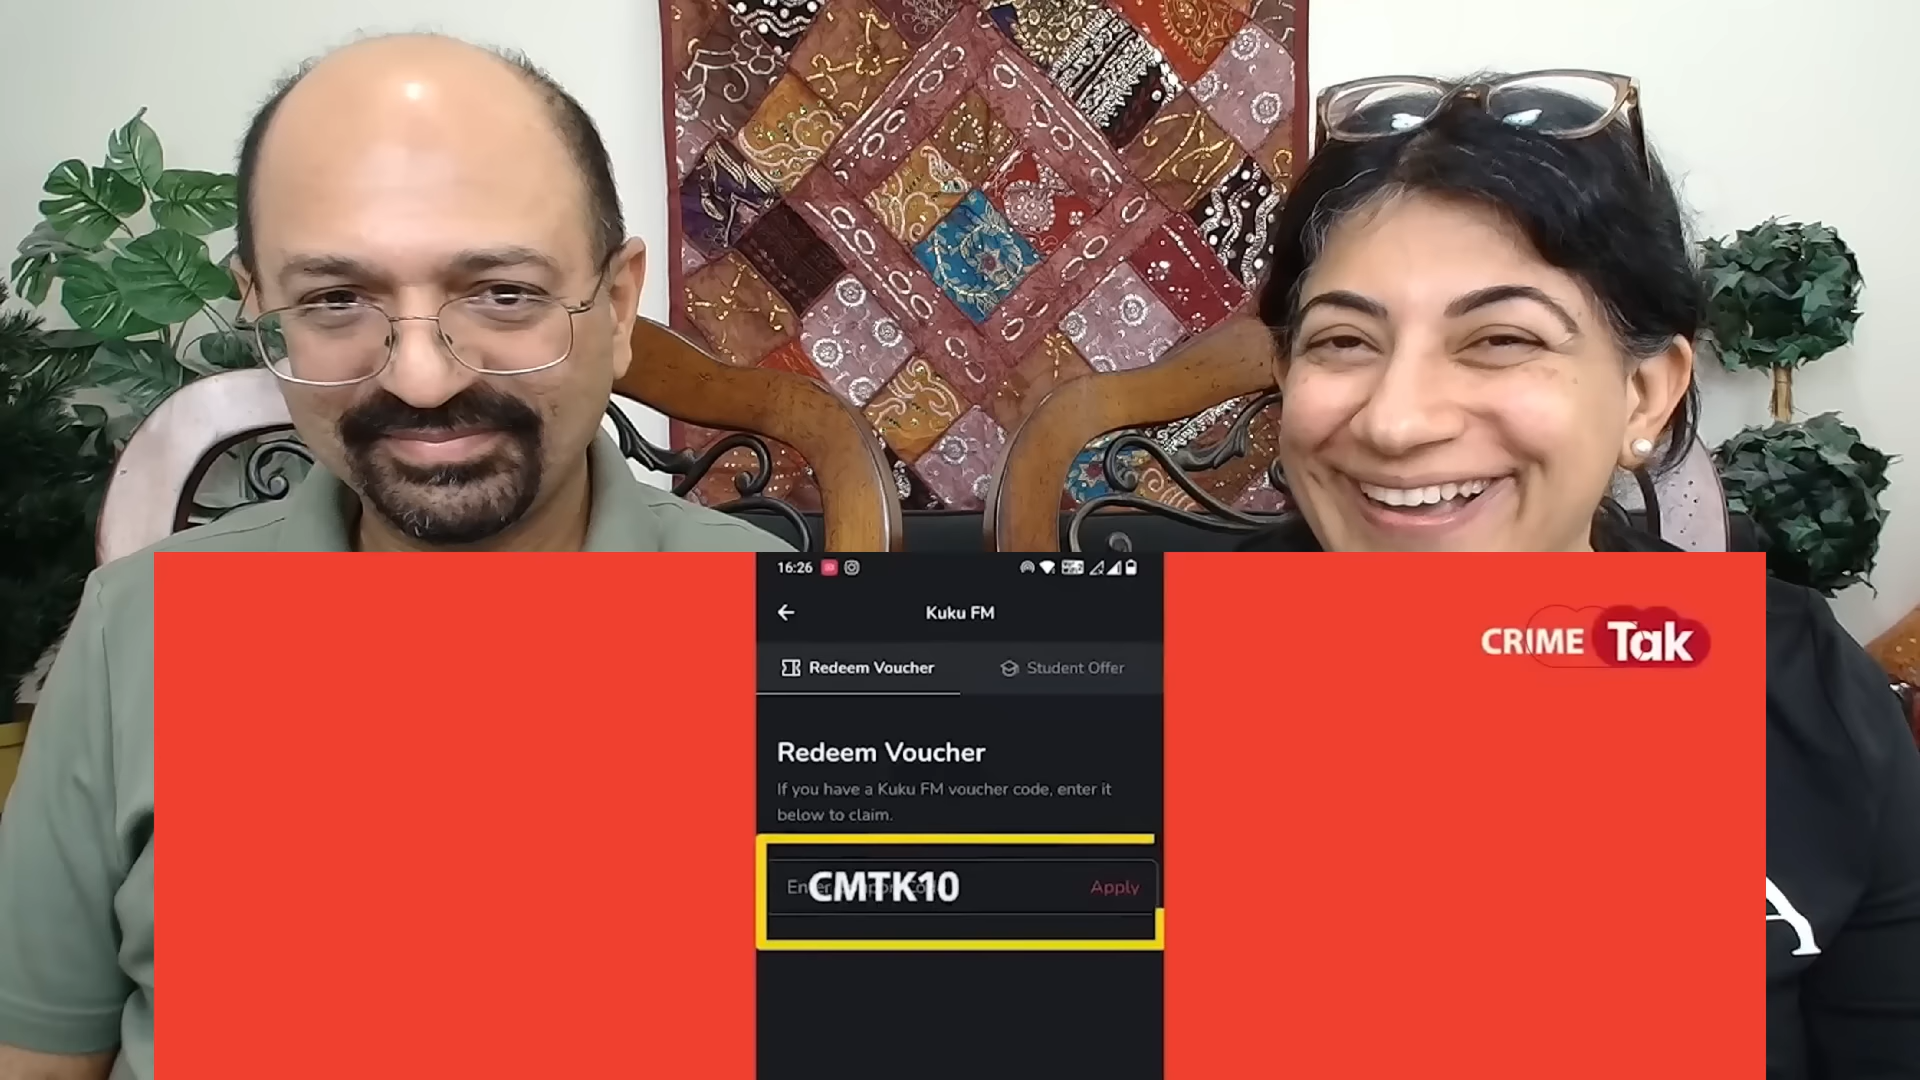 16:26
Kuku FM
CRIME Tak
Redeem Voucher
Student Offer
Redeem Voucher
If you have a Kuku FM voucher code, enter it
below to claim.
CMTK10
Apply